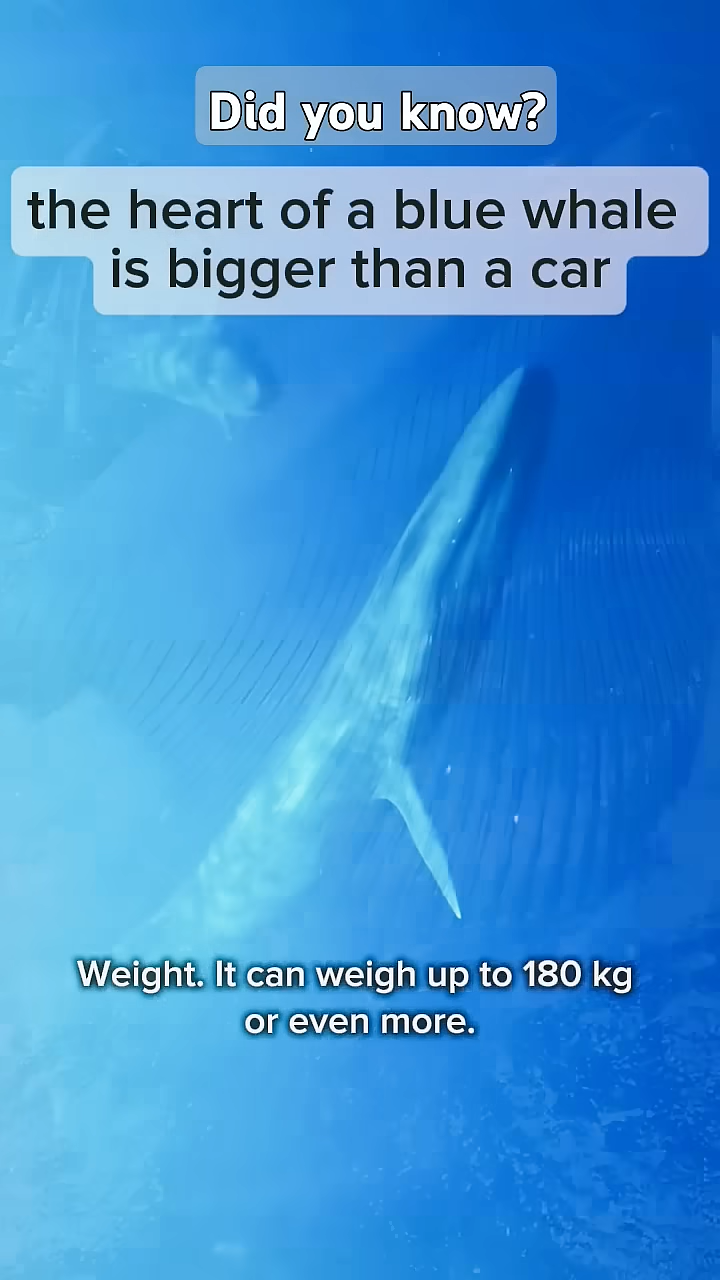 Did you know?
the heart of a blue whale
is bigger than a car
Weight. It can weigh up to 180 kg
or even more.